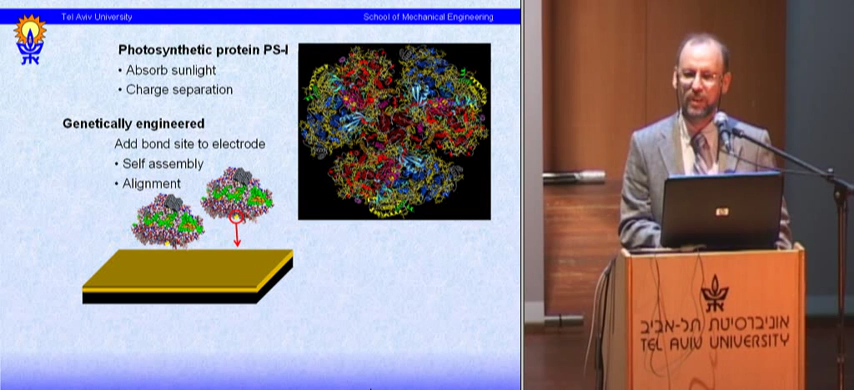 Tel Aviv University
School of Mechanical Engineering
Photosynthetic protein PS-I
• Absorb sunlight
• Charge separation
Genetically engineered
Add bond site to electrode
• Self assembly
• Alignment
hp
אוניברסיטת תל-אביב
TEL AVIV UNIVERSITY